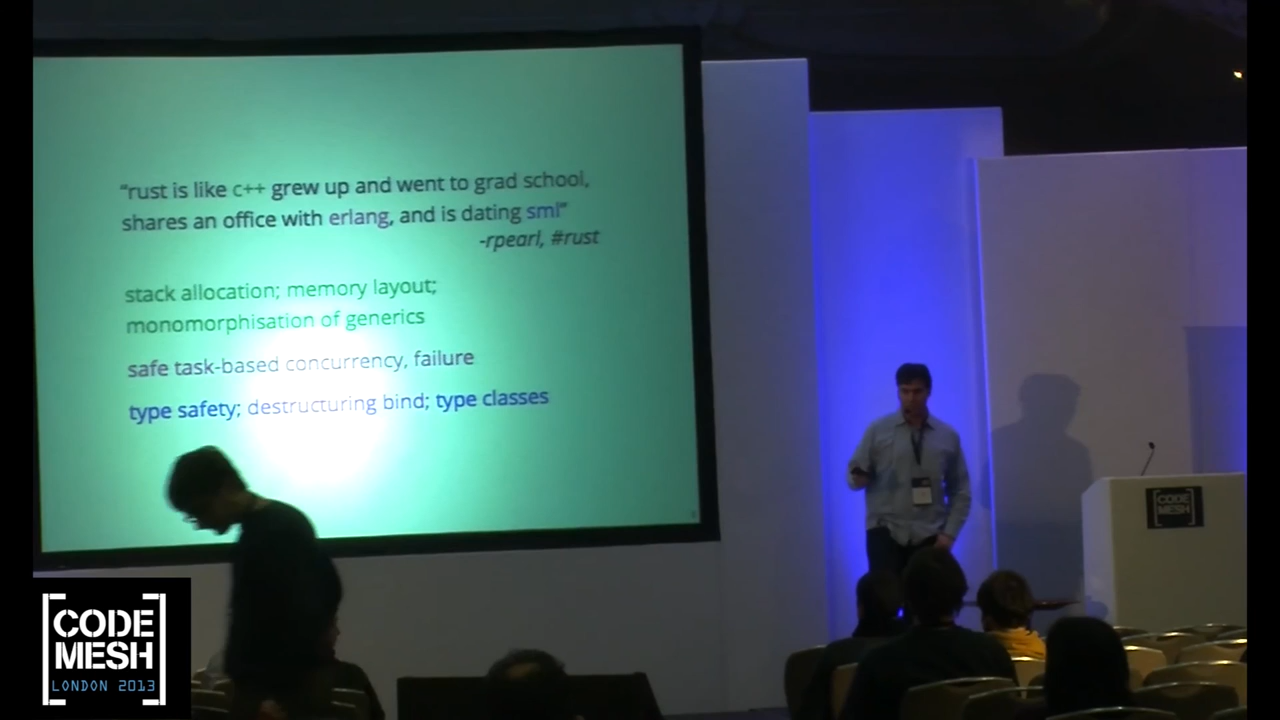 “rust is like c++ grew up and went to grad school,
shares an office with erlang, and is dating sml”
-rpearl, #rust
stack allocation; memory layout;
monomorphisation of generics
safe task-based concurrency, failure
type safety; destructuring bind; type classes
CODE
MESH
[CODE
MESH]
LONDON 2013